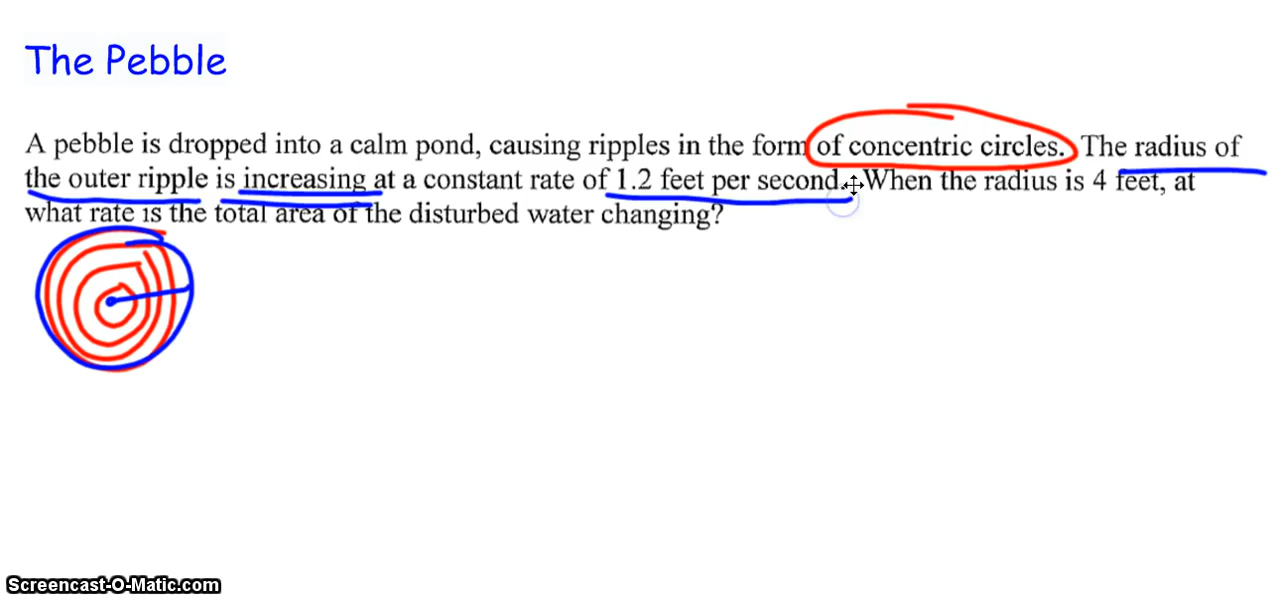 The Pebble
A pebble is dropped into a calm pond, causing ripples in the form of concentric circles. The radius of
the outer ripple is increasing at a constant rate of 1.2 feet per second. When the radius is 4 feet, at
what rate is the total area of the disturbed water changing?
Screencast-O-Matic.com